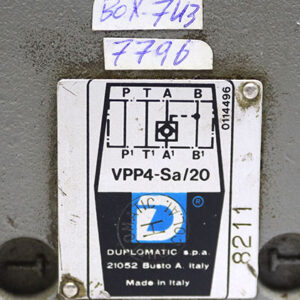 BOX-743
7796
P T A B
P¹ T¹ A¹ B¹
0114496
VPP4-Sa/20
D ®
DUPLOMATIC s.p.a.
21052 Busto A. Italy
Made in Italy
8211